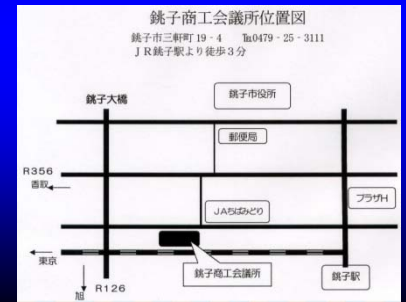 銚子商工会議所位置図
銚子市三軒町19-4 ℡0479-25-3111
JR銚子駅より徒歩3分
銚子大橋
銚子市役所
郵便局
R356
香取
プラザH
JAちばみどり
東京
銚子商工会議所
銚子駅
旭
R126